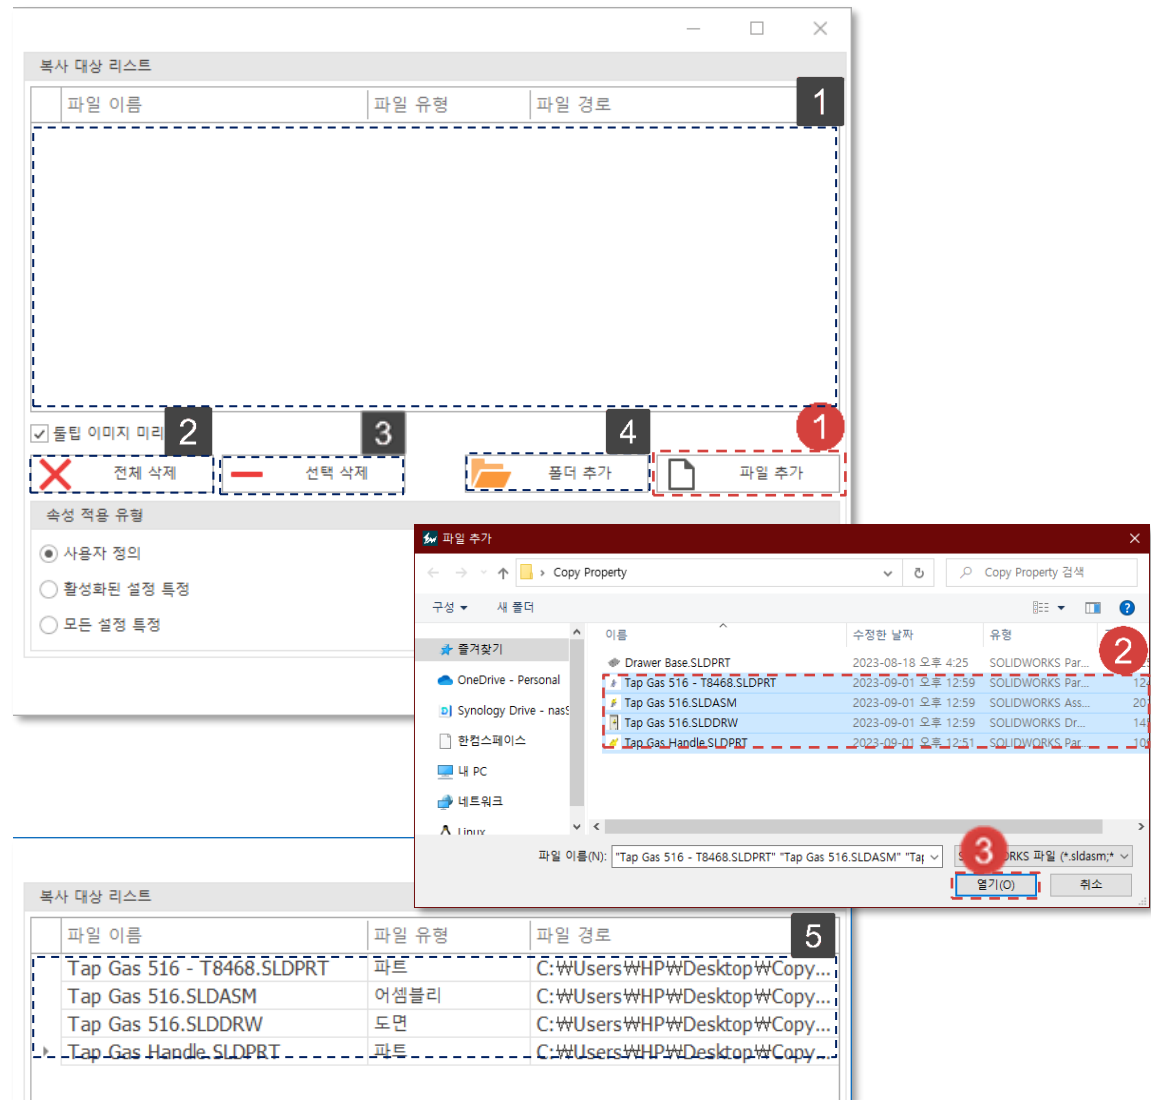 복사 대상 리스트
파일 이름 파일 유형 파일 경로 1
툴팁 이미지 미리 2 3 4 1
전체 삭제 선택 삭제 폴더 추가 파일 추가
속성 적용 유형
사용자 정의
활성화된 설정 특정
모든 설정 특정
파일 추가
Copy Property Copy Property 검색
구성 새 폴더
이름 수정한 날짜 유형 2
즐겨찾기
OneDrive - Personal
Synology Drive - nas
한컴스페이스
내 PC
네트워크
Linux
Drawer Base.SLDPRT 2023-08-18 오후 4:25 SOLIDWORKS Par...
Tap Gas 516 - T8468.SLDPRT 2023-09-01 오후 12:59 SOLIDWORKS Par... 12
Tap Gas 516.SLDASM 2023-09-01 오후 12:59 SOLIDWORKS Ass... 20
Tap Gas 516.SLDDRW 2023-09-01 오후 12:59 SOLIDWORKS Dr... 14
Tap Gas Handle.SLDPRT 2023-09-01 오후 12:51 SOLIDWORKS Par... 10
파일 이름(N): "Tap Gas 516 - T8468.SLDPRT" "Tap Gas 516.SLDASM" "Tap 3 RKS 파일 (*.sldasm;*
열기(O) 취소
복사 대상 리스트
파일 이름 파일 유형 파일 경로 5
Tap Gas 516 - T8468.SLDPRT 파트 C:₩Users₩HP₩Desktop₩Copy...
Tap Gas 516.SLDASM 어셈블리 C:₩Users₩HP₩Desktop₩Copy...
Tap Gas 516.SLDDRW 도면 C:₩Users₩HP₩Desktop₩Copy...
Tap Gas Handle.SLDPRT 파트 C:₩Users₩HP₩Desktop₩Copy...